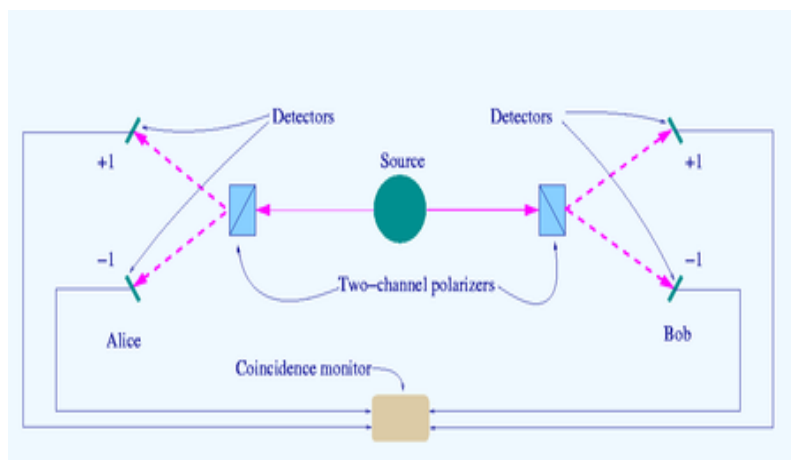 Detectors
Detectors
+1
Source
+1
−1
−1
Two−channel polarizers
Alice
Bob
Coincidence monitor